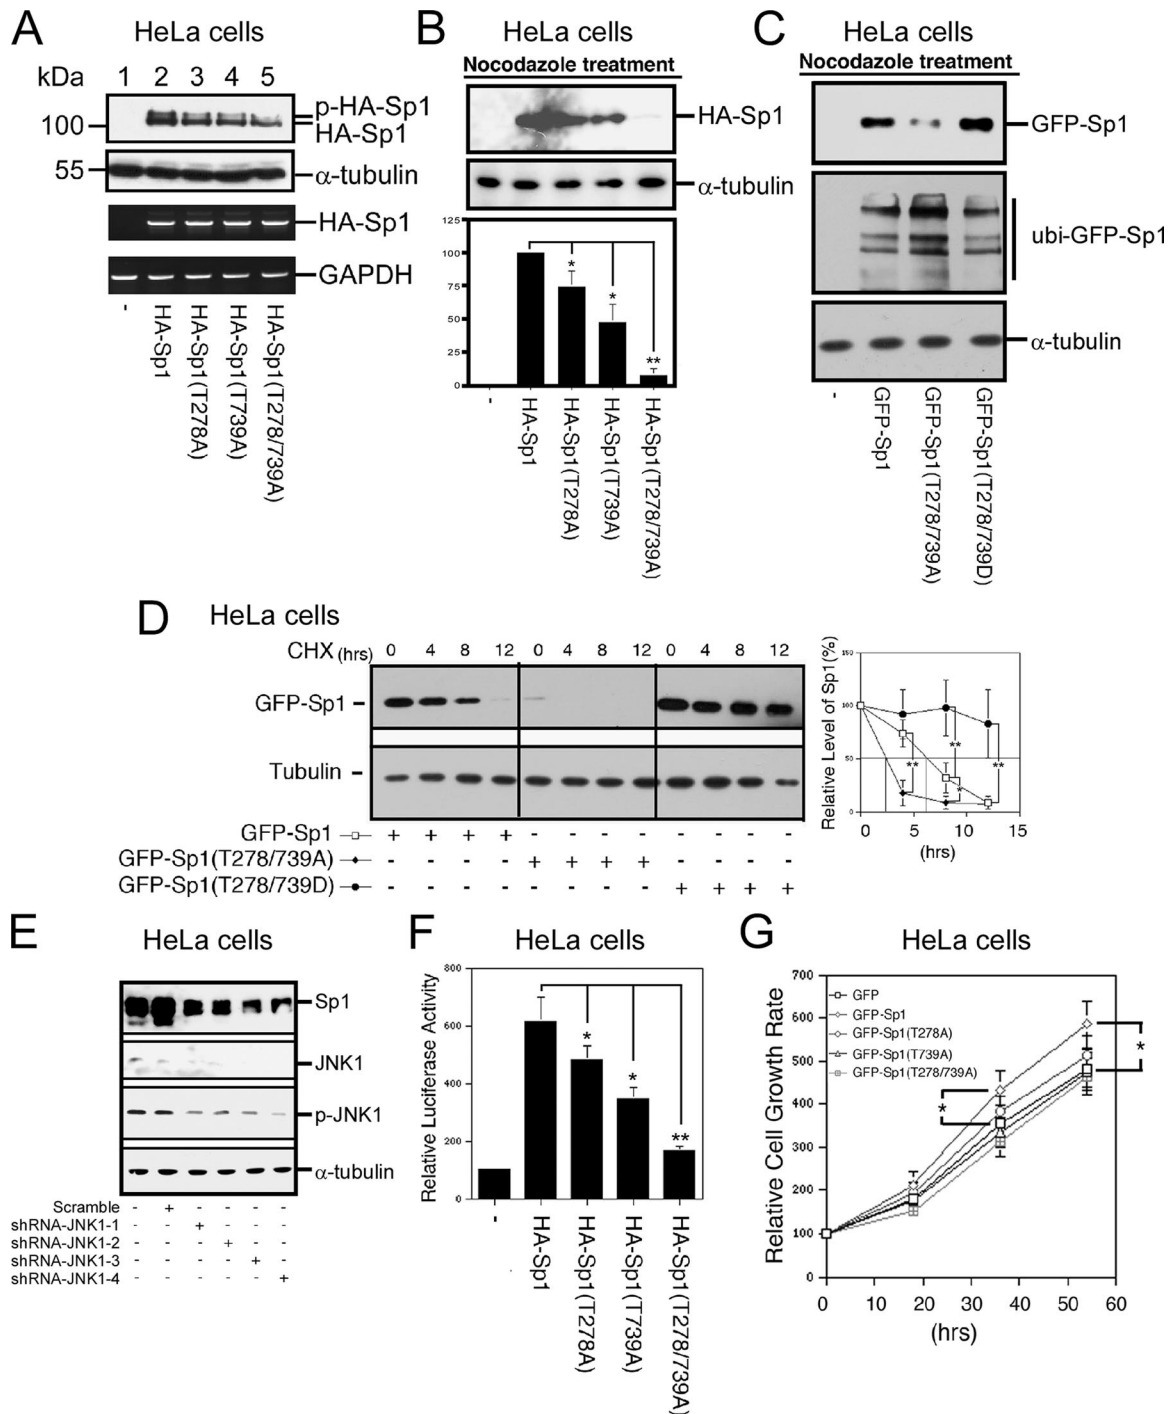 A
HeLa cells
kDa 1 2 3 4 5
100
p-HA-Sp1
HA-Sp1
55
α-tubulin
HA-Sp1
GAPDH
-
HA-Sp1
HA-Sp1(T278A)
HA-Sp1(T739A)
HA-Sp1(T278/739A)
B
HeLa cells
Nocodazole treatment
HA-Sp1
α-tubulin
125
100
75
50
25
0
*
*
**
-
HA-Sp1
HA-Sp1(T278A)
HA-Sp1(T739A)
HA-Sp1(T278/739A)
C
HeLa cells
Nocodazole treatment
GFP-Sp1
ubi-GFP-Sp1
α-tubulin
-
GFP-Sp1
GFP-Sp1(T278/739A)
GFP-Sp1(T278/739D)
D
HeLa cells
CHX (hrs) 0 4 8 12 0 4 8 12 0 4 8 12
GFP-Sp1
Tubulin
GFP-Sp1 + + + + - - - - - - - -
GFP-Sp1(T278/739A) - - - - + + + + - - - -
GFP-Sp1(T278/739D) - - - - - - - - + + + +
Relative Level of Sp1(%)
150
100
50
0
**
**
*
**
0 5 10 15
(hrs)
E
HeLa cells
Sp1
JNK1
p-JNK1
α-tubulin
Scramble - + - - - -
shRNA-JNK1-1 - - + - - -
shRNA-JNK1-2 - - - + - -
shRNA-JNK1-3 - - - - + -
shRNA-JNK1-4 - - - - - +
F
HeLa cells
Relative Luciferase Activity
800
600
400
200
0
*
*
**
-
HA-Sp1
HA-Sp1(T278A)
HA-Sp1(T739A)
HA-Sp1(T278/739A)
G
HeLa cells
Relative Cell Growth Rate
700
600
500
400
300
200
100
0
GFP
GFP-Sp1
GFP-Sp1(T278A)
GFP-Sp1(T739A)
GFP-Sp1(T278/739A)
*
*
0 10 20 30 40 50 60
(hrs)